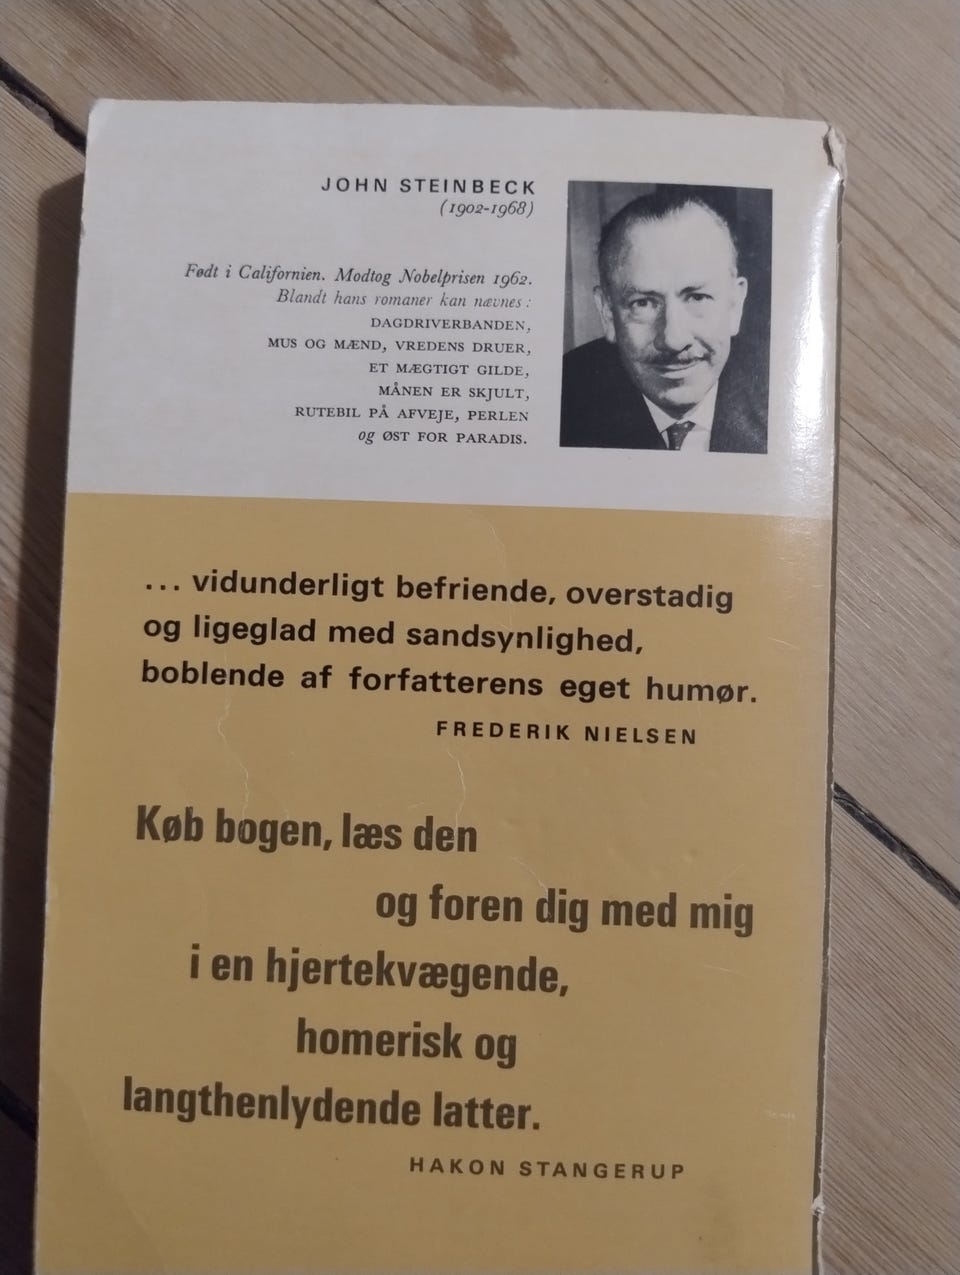 JOHN STEINBECK
(1902-1968)
Født i Californien. Modtog Nobelprisen 1962.
Blandt hans romaner kan nævnes:
DAGDRIVERBANDEN,
MUS OG MÆND, VREDENS DRUER,
ET MÆGTIGT GILDE,
MÅNEN ER SKJULT,
RUTEBIL PÅ AFVEJE, PERLEN
og ØST FOR PARADIS.
... vidunderligt befriende, overstadig
og ligeglad med sandsynlighed,
boblende af forfatterens eget humør.
FREDERIK NIELSEN
Køb bogen, læs den
og foren dig med mig
i en hjertekvægende,
homerisk og
langthenlydende latter.
HAKON STANGERUP